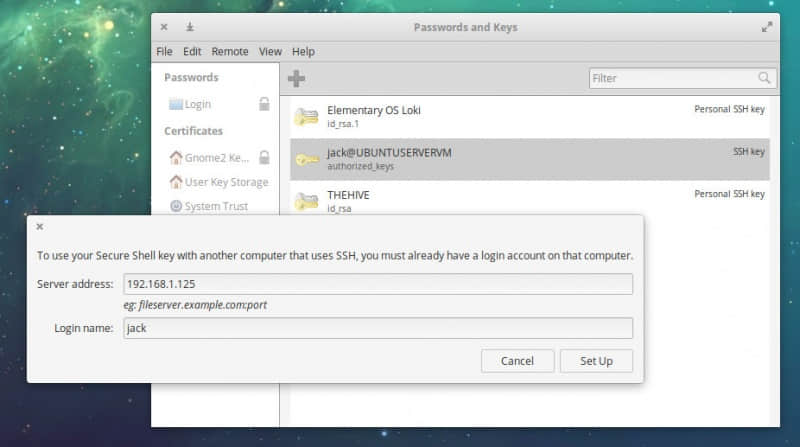 Passwords and Keys
File Edit Remote View Help
Passwords
Login
Certificates
Gnome2 Ke...
User Key Storage
System Trust
Filter
Elementary OS Loki
id_rsa.1
Personal SSH key
jack@UBUNTUSERVERVM
authorized_keys
SSH key
THEHIVE
id_rsa
Personal SSH key
To use your Secure Shell key with another computer that uses SSH, you must already have a login account on that computer.
Server address: 192.168.1.125
eg: fileserver.example.com:port
Login name: jack
Cancel Set Up